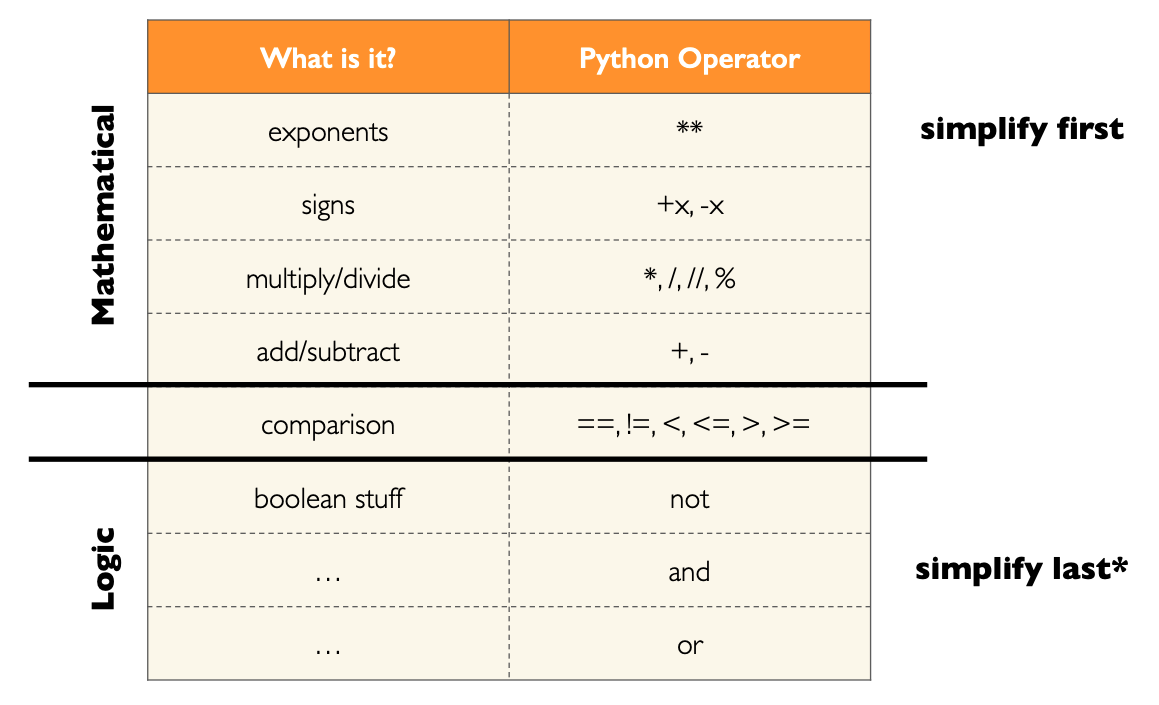 What is it? Python Operator
Mathematical
exponents **
simplify first
signs +x, -x
multiply/divide *, /, //, %
add/subtract +, -
comparison ==, !=, <, <=, >, >=
Logic
boolean stuff not
... and
simplify last*
... or